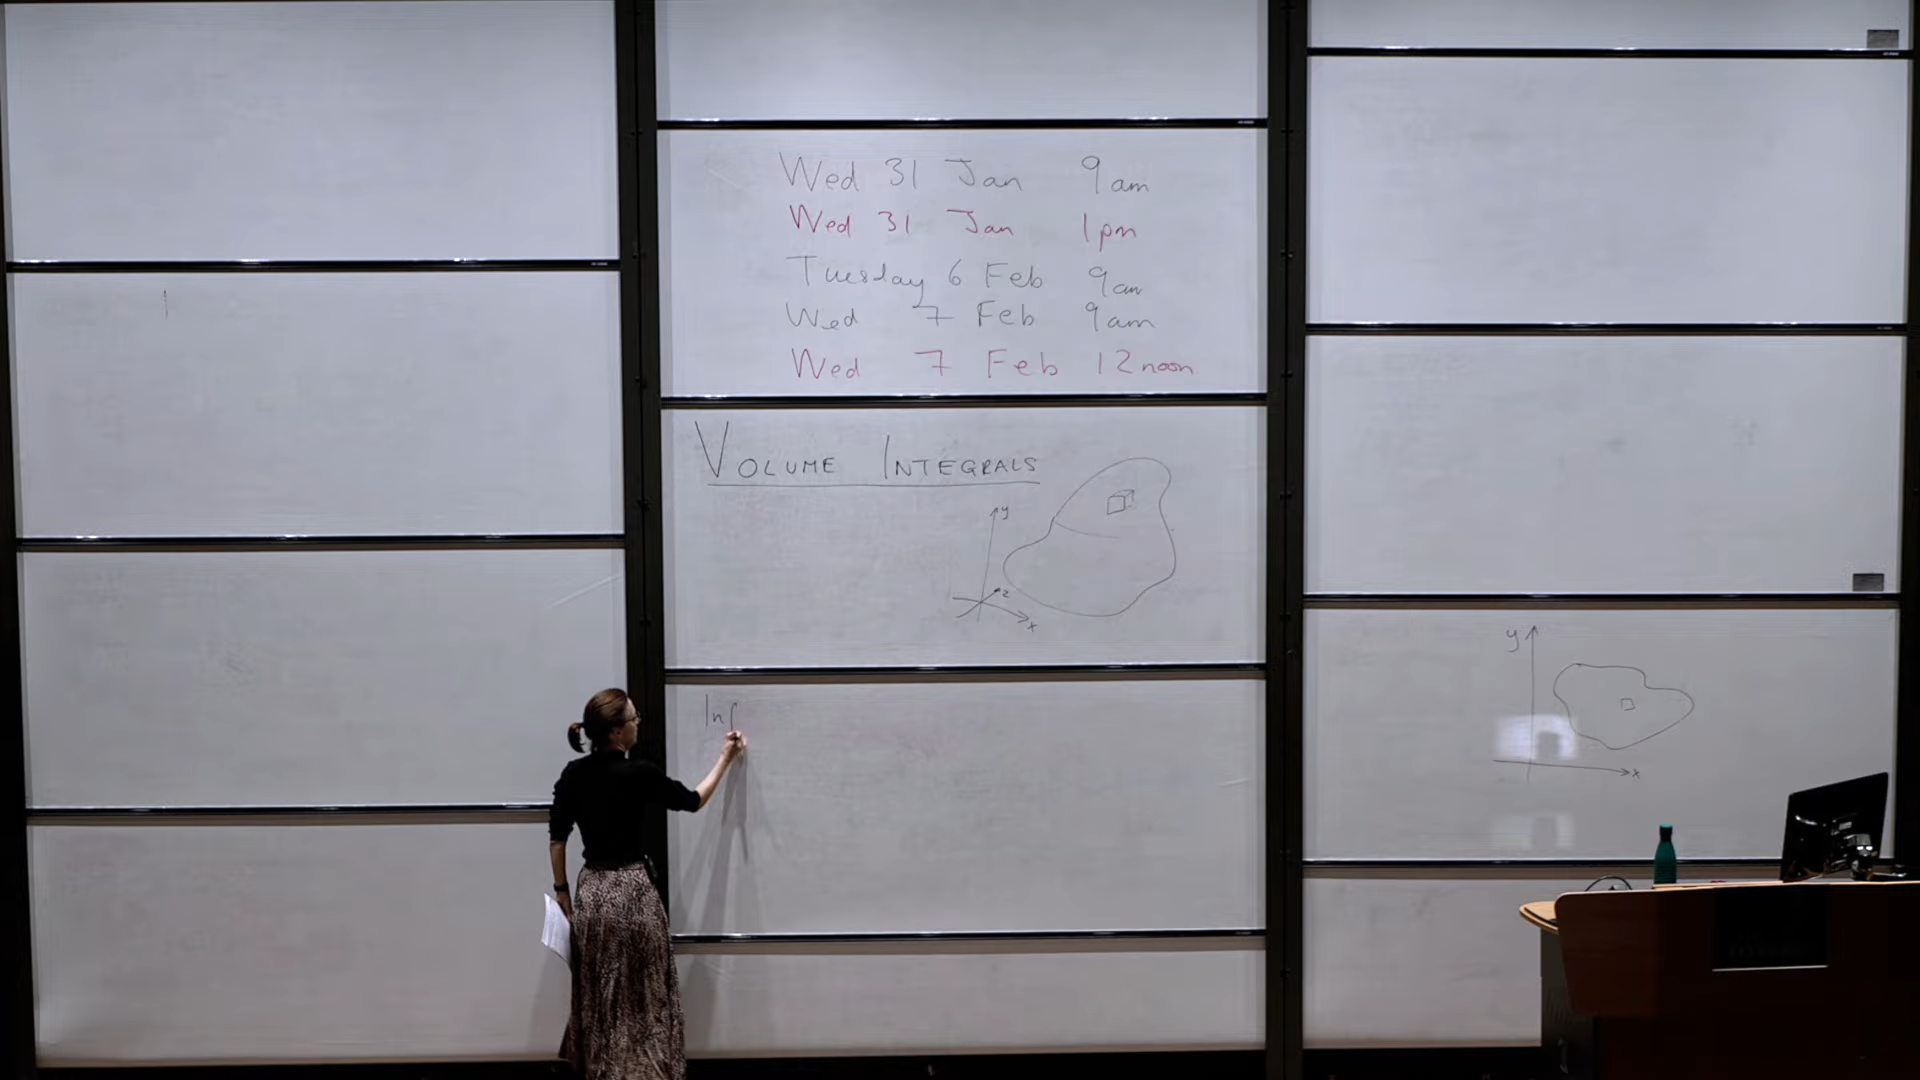 Wed 31 Jan 9am
Wed 31 Jan 1pm
Tuesday 6 Feb 9am
Wed 7 Feb 9am
Wed 7 Feb 12noon
VOLUME INTEGRALS
y
z
x
Inf
y
x